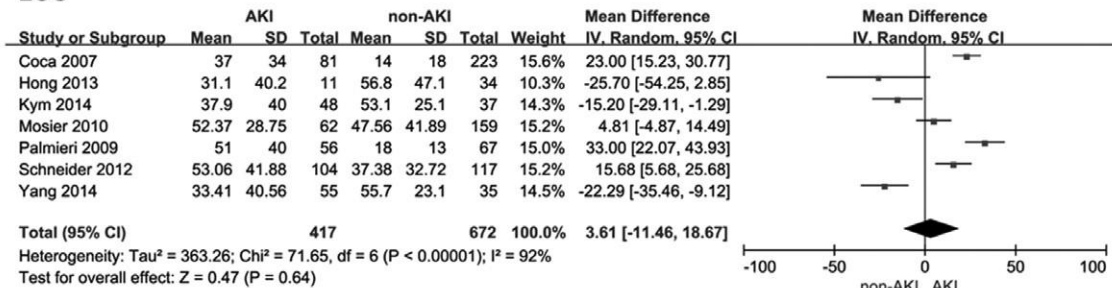 AKI non-AKI Mean Difference Mean Difference
Study or Subgroup Mean SD Total Mean SD Total Weight IV. Random. 95% CI IV. Random. 95% CI
Coca 2007 37 34 81 14 18 223 15.6% 23.00 [15.23, 30.77]
Hong 2013 31.1 40.2 11 56.8 47.1 34 10.3% -25.70 [-54.25, 2.85]
Kym 2014 37.9 40 48 53.1 25.1 37 14.3% -15.20 [-29.11, -1.29]
Mosier 2010 52.37 28.75 62 47.56 41.89 159 15.2% 4.81 [-4.87, 14.49]
Palmieri 2009 51 40 56 18 13 67 14.9% 33.00 [22.07, 43.93]
Schneider 2012 53.06 41.88 104 37.38 32.72 117 15.2% 15.68 [5.68, 25.68]
Yang 2014 33.41 40.56 55 55.7 23.1 35 14.5% -22.29 [-35.46, -9.12]
Total (95% CI) 417 672 100.0% 3.61 [-11.46, 18.67]
Heterogeneity: Tau² = 363.26; Chi² = 71.65, df = 6 (P < 0.00001); I² = 92%
Test for overall effect: Z = 0.47 (P = 0.64)
-100 -50 0 50 100
non-AKI AKI